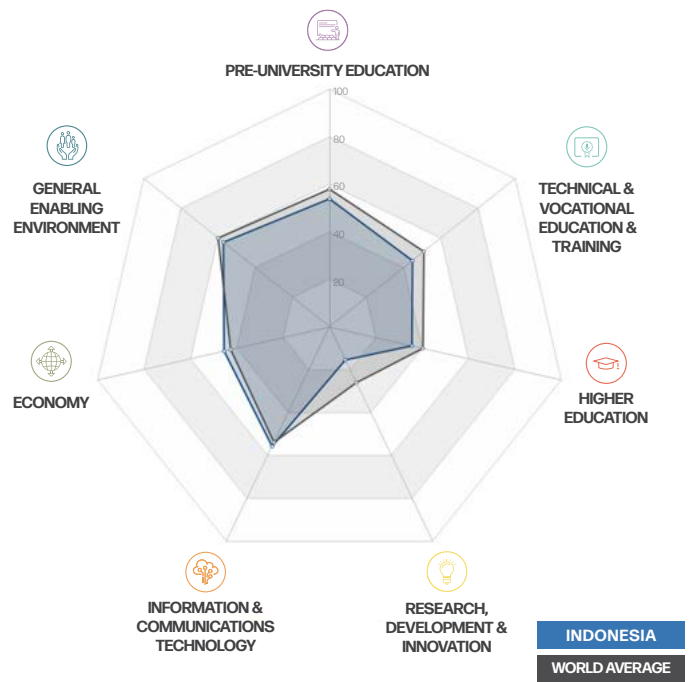 PRE-UNIVERSITY EDUCATION
100
80
60
40
20
GENERAL
ENABLING
ENVIRONMENT
TECHNICAL &
VOCATIONAL
EDUCATION &
TRAINING
ECONOMY
HIGHER
EDUCATION
INFORMATION &
COMMUNICATIONS
TECHNOLOGY
RESEARCH,
DEVELOPMENT &
INNOVATION
INDONESIA
WORLD AVERAGE